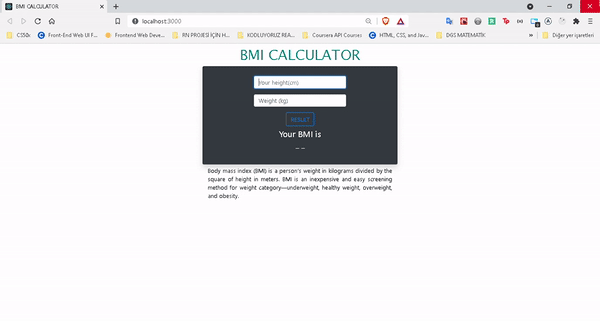 BMI CALCULATOR
localhost:3000
CS50x
Front-End Web UI F...
Frontend Web Deve...
RN PROJESİ İÇİN H...
KODLUYORUZ REA...
Coursera API Courses
HTML, CSS, and Jav...
DGS MATEMATİK
Diğer yer işaretleri
BMI CALCULATOR
Your height(cm)
Weight (kg)
RESULT
Your BMI is
_ _
Body mass index (BMI) is a person's weight in kilograms divided by the
square of height in meters. BMI is an inexpensive and easy screening
method for weight category—underweight, healthy weight, overweight,
and obesity.